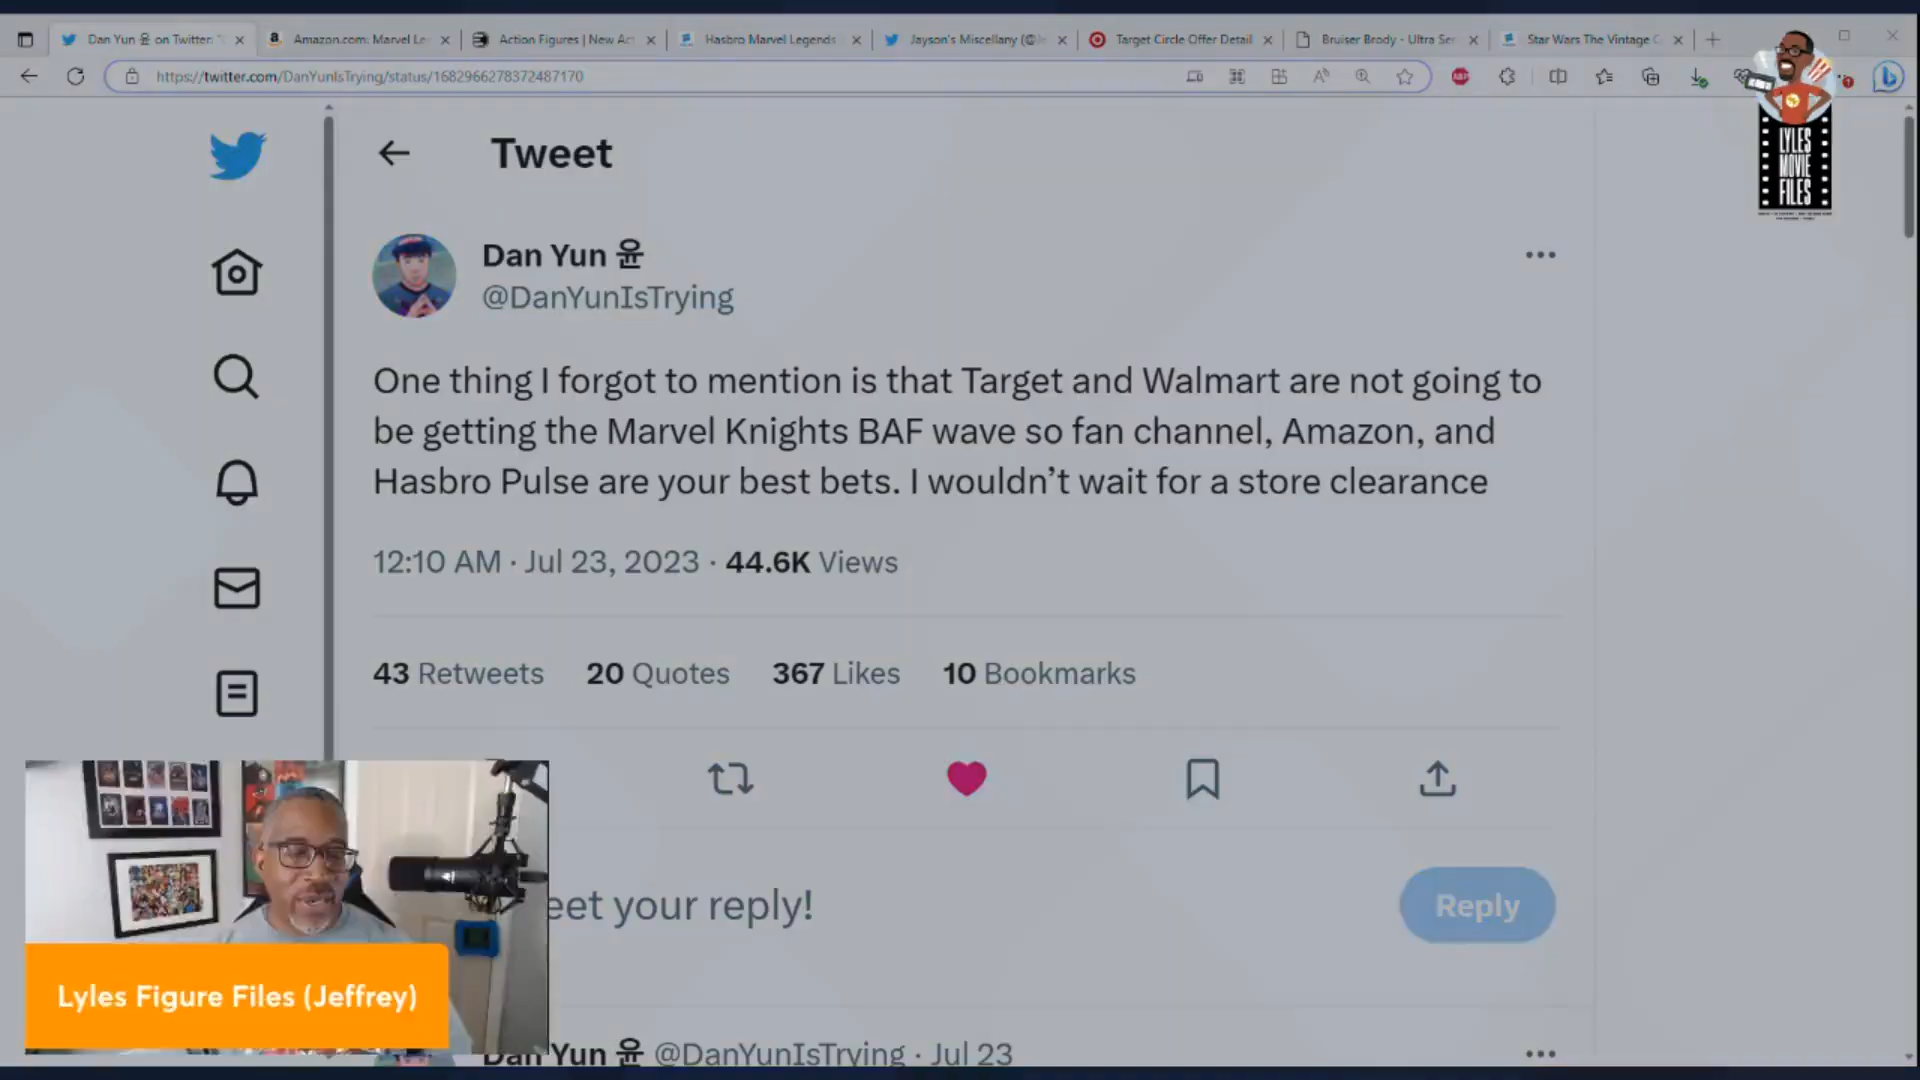 Dan Yun 윤 on Twitter: "
Amazon.com: Marvel Le
Action Figures | New Act
Hasbro Marvel Legends
Jayson's Miscellany (@
Target Circle Offer Detail
Bruiser Brody - Ultra Ser
Star Wars The Vintage C
https://twitter.com/DanYunIsTrying/status/1682966278372487170
LYLES
MOVIE
FILES
Tweet
Dan Yun 윤
@DanYunIsTrying
One thing I forgot to mention is that Target and Walmart are not going to
be getting the Marvel Knights BAF wave so fan channel, Amazon, and
Hasbro Pulse are your best bets. I wouldn't wait for a store clearance
12:10 AM · Jul 23, 2023 · 44.6K Views
43 Retweets 20 Quotes 367 Likes 10 Bookmarks
eet your reply!
Reply
Lyles Figure Files (Jeffrey)
Dan Yun 윤 @DanYunIsTrying · Jul 23